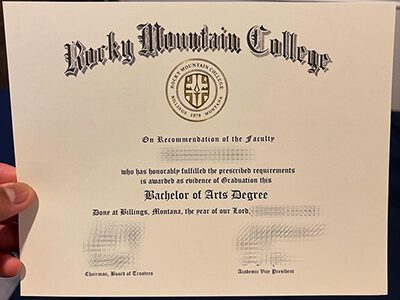 Rocky Mountain College
ROCKY MOUNTAIN COLLEGE
BILLINGS 1878 MONTANA
On Recommendation of the Faculty
who has honorably fulfilled the prescribed requirements
is awarded as evidence of Graduation this
Bachelor of Arts Degree
Done at Billings, Montana, the year of our Lord,
Chairman, Board of Trustees
Academic Vice President